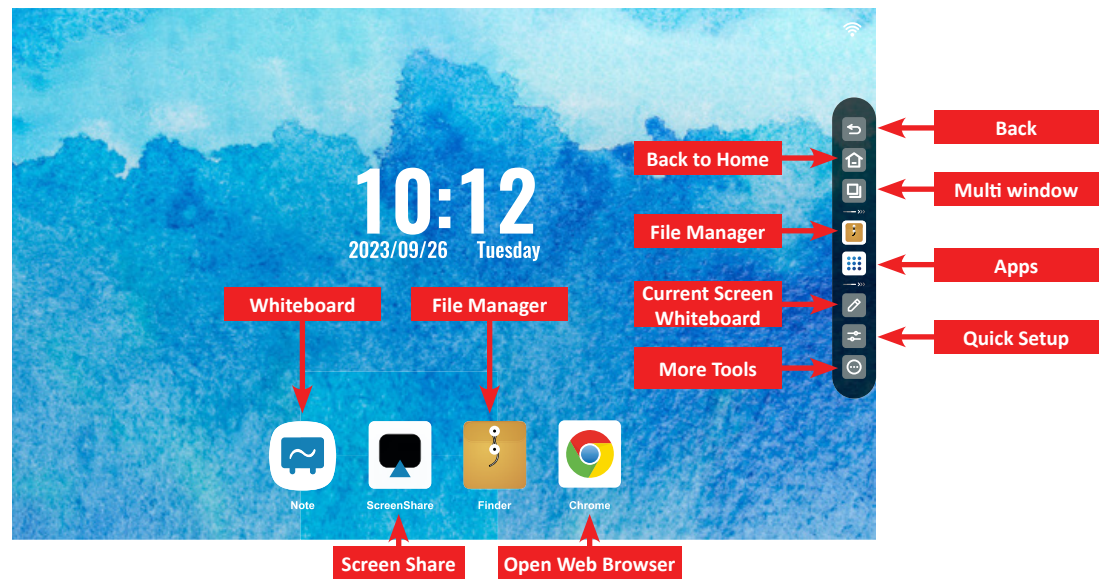 Back
Back to Home
Multi window
10:12
File Manager
2023/09/26 Tuesday
Apps
Whiteboard
File Manager
Current Screen
Whiteboard
Quick Setup
More Tools
Note
ScreenShare
Finder
Chrome
Screen Share
Open Web Browser